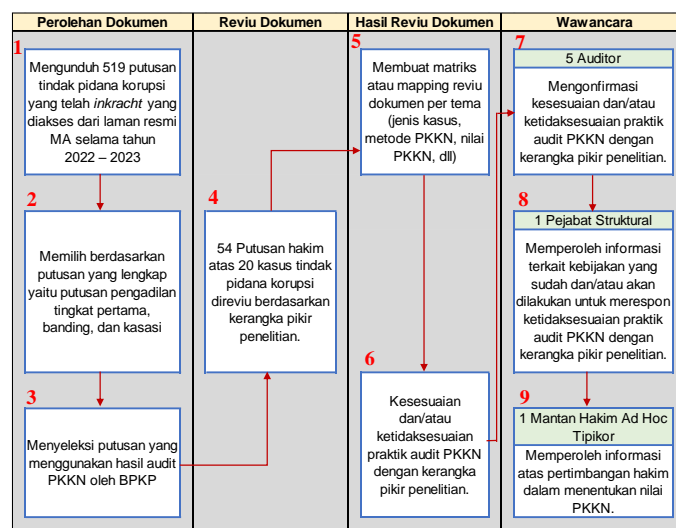 Perolehan Dokumen
Reviu Dokumen
Hasil Reviu Dokumen
Wawancara
1
Mengunduh 519 putusan
tindak pidana korupsi
yang telah inkracht yang
diakses dari laman resmi
MA selama tahun
2022 – 2023
2
Memilih berdasarkan
putusan yang lengkap
yaitu putusan pengadilan
tingkat pertama,
banding, dan kasasi
3
Menyeleksi putusan yang
menggunakan hasil audit
PKKN oleh BPKP
4
54 Putusan hakim
atas 20 kasus tindak
pidana korupsi
direviu berdasarkan
kerangka pikir
penelitian.
5
Membuat matriks
atau mapping reviu
dokumen per tema
(jenis kasus,
metode PKKN, nilai
PKKN, dll)
6
Kesesuaian
dan/atau
ketidaksesuaian
praktik audit PKKN
dengan kerangka
pikir penelitian.
7
5 Auditor
Mengonfirmasi
kesesuaian dan/atau
ketidaksesuaian praktik
audit PKKN dengan
kerangka pikir penelitian.
8
1 Pejabat Struktural
Memperoleh informasi
terkait kebijakan yang
sudah dan/atau akan
dilakukan untuk merespon
ketidaksesuaian praktik
audit PKKN dengan
kerangka pikir penelitian.
9
1 Mantan Hakim Ad Hoc
Tipikor
Memperoleh informasi
atas pertimbangan hakim
dalam menentukan nilai
PKKN.